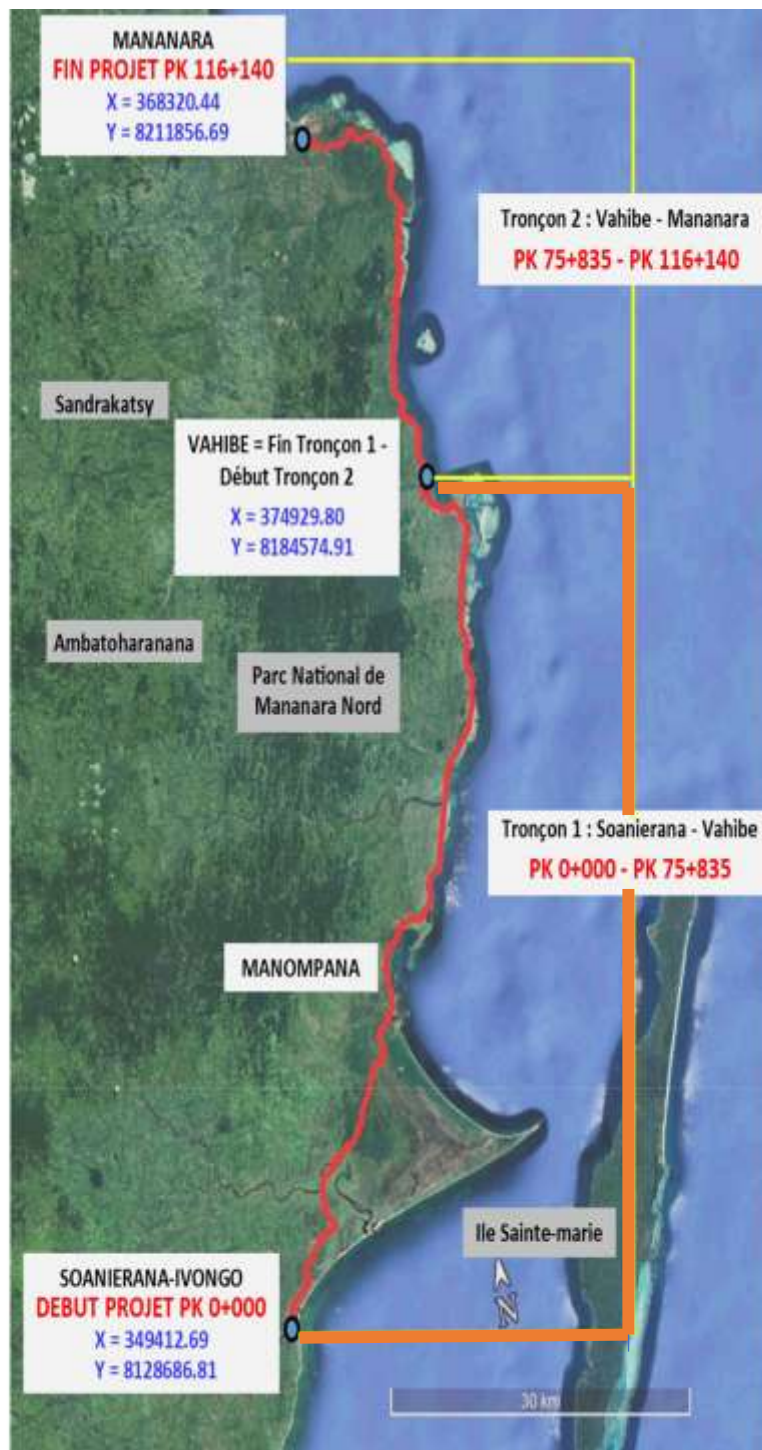 MANANARA
FIN PROJET PK 116+140
X = 368320.44
Y = 8211856.69
Tronçon 2 : Vahibe - Mananara
PK 75+835 - PK 116+140
Sandrakatsy
VAHIBE = Fin Tronçon 1 -
Début Tronçon 2
X = 374929.80
Y = 8184574.91
Ambatoharanana
Parc National de
Mananara Nord
Tronçon 1 : Soanierana - Vahibe
PK 0+000 - PK 75+835
MANOMPANA
Ile Sainte-marie
N
SOANIERANA-IVONGO
DEBUT PROJET PK 0+000
X = 349412.69
Y = 8128686.81
30 km